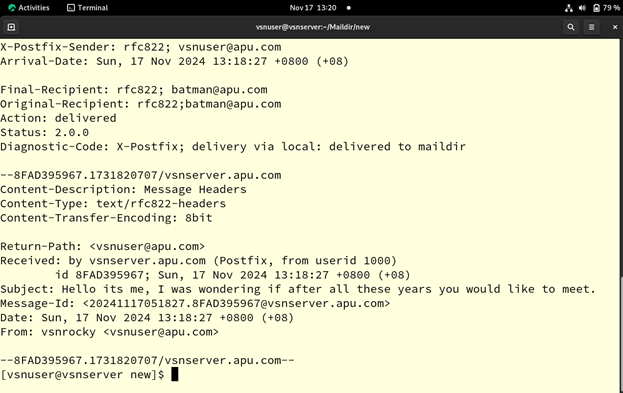 Activities
Terminal
Nov 17 13:20
79 %
vsnuser@vsnserver:~/Maildir/new
X-Postfix-Sender: rfc822; vsnuser@apu.com
Arrival-Date: Sun, 17 Nov 2024 13:18:27 +0800 (+08)
Final-Recipient: rfc822; batman@apu.com
Original-Recipient: rfc822;batman@apu.com
Action: delivered
Status: 2.0.0
Diagnostic-Code: X-Postfix; delivery via local: delivered to maildir
--8FAD395967.1731820707/vsnserver.apu.com
Content-Description: Message Headers
Content-Type: text/rfc822-headers
Content-Transfer-Encoding: 8bit
Return-Path: <vsnuser@apu.com>
Received: by vsnserver.apu.com (Postfix, from userid 1000)
id 8FAD395967; Sun, 17 Nov 2024 13:18:27 +0800 (+08)
Subject: Hello its me, I was wondering if after all these years you would like to meet.
Message-Id: <20241117051827.8FAD395967@vsnserver.apu.com>
Date: Sun, 17 Nov 2024 13:18:27 +0800 (+08)
From: vsnrocky <vsnuser@apu.com>
--8FAD395967.1731820707/vsnserver.apu.com--
[vsnuser@vsnserver new]$